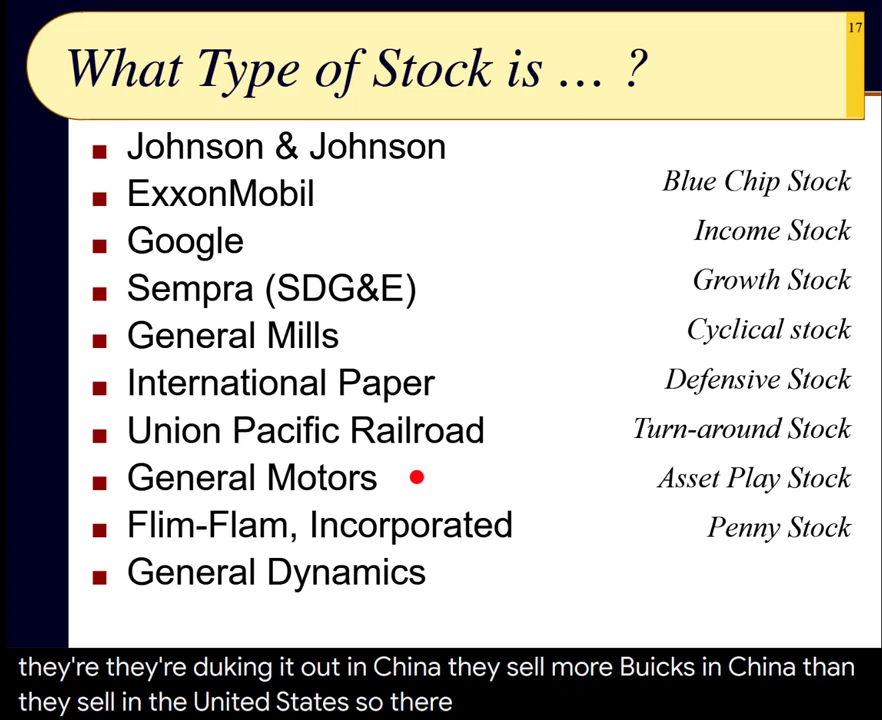 17
What Type of Stock is … ?
Johnson & Johnson
ExxonMobil
Google
Sempra (SDG&E)
General Mills
International Paper
Union Pacific Railroad
General Motors
Flim-Flam, Incorporated
General Dynamics
Blue Chip Stock
Income Stock
Growth Stock
Cyclical stock
Defensive Stock
Turn-around Stock
Asset Play Stock
Penny Stock
they're they're duking it out in China they sell more Buicks in China than
they sell in the United States so there